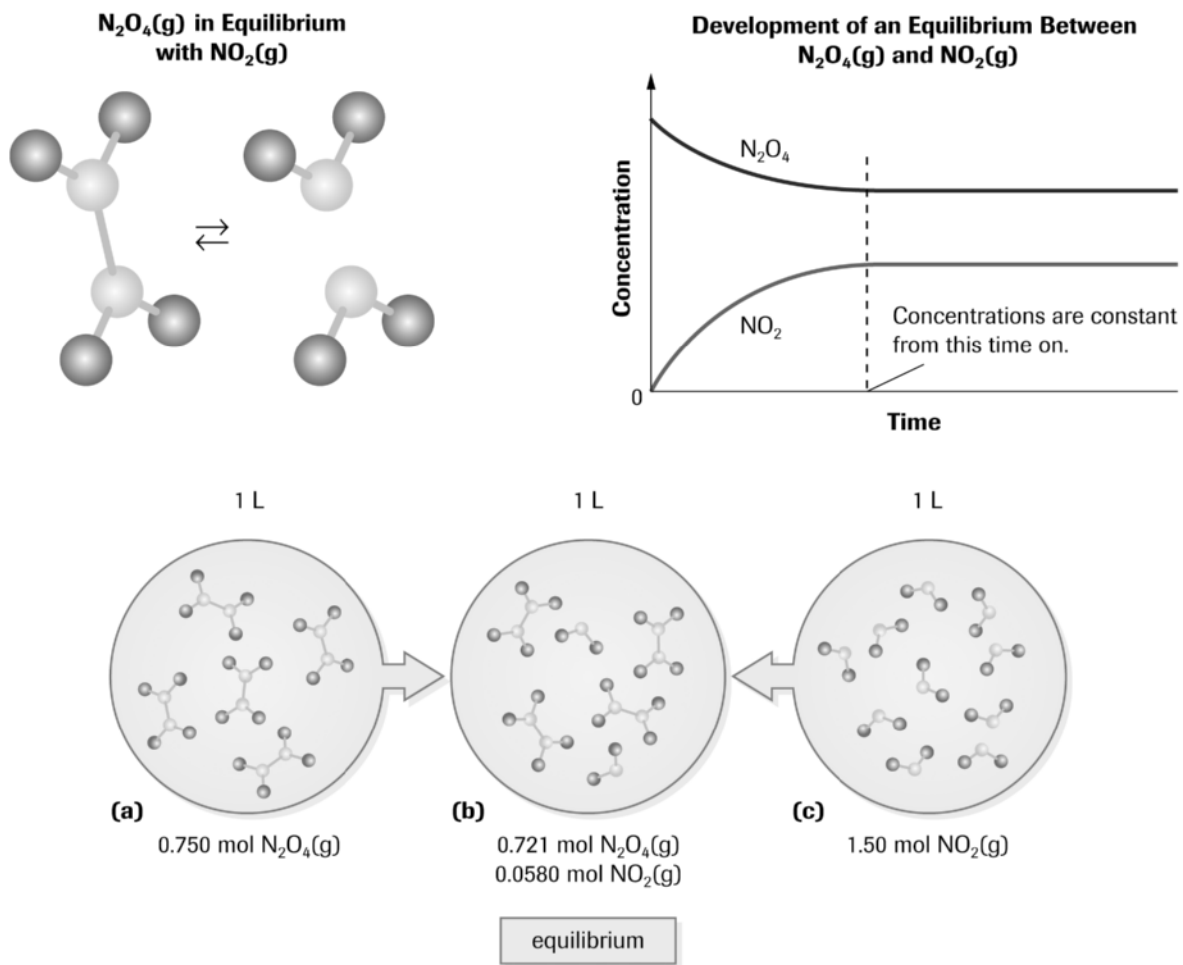 N₂O₄(g) in Equilibrium
with NO₂(g)
Development of an Equilibrium Between
N₂O₄(g) and NO₂(g)
Concentration
N₂O₄
NO₂
Concentrations are constant
from this time on.
0
Time
1 L
1 L
1 L
(a)
0.750 mol N₂O₄(g)
(b)
0.721 mol N₂O₄(g)
0.0580 mol NO₂(g)
(c)
1.50 mol NO₂(g)
equilibrium